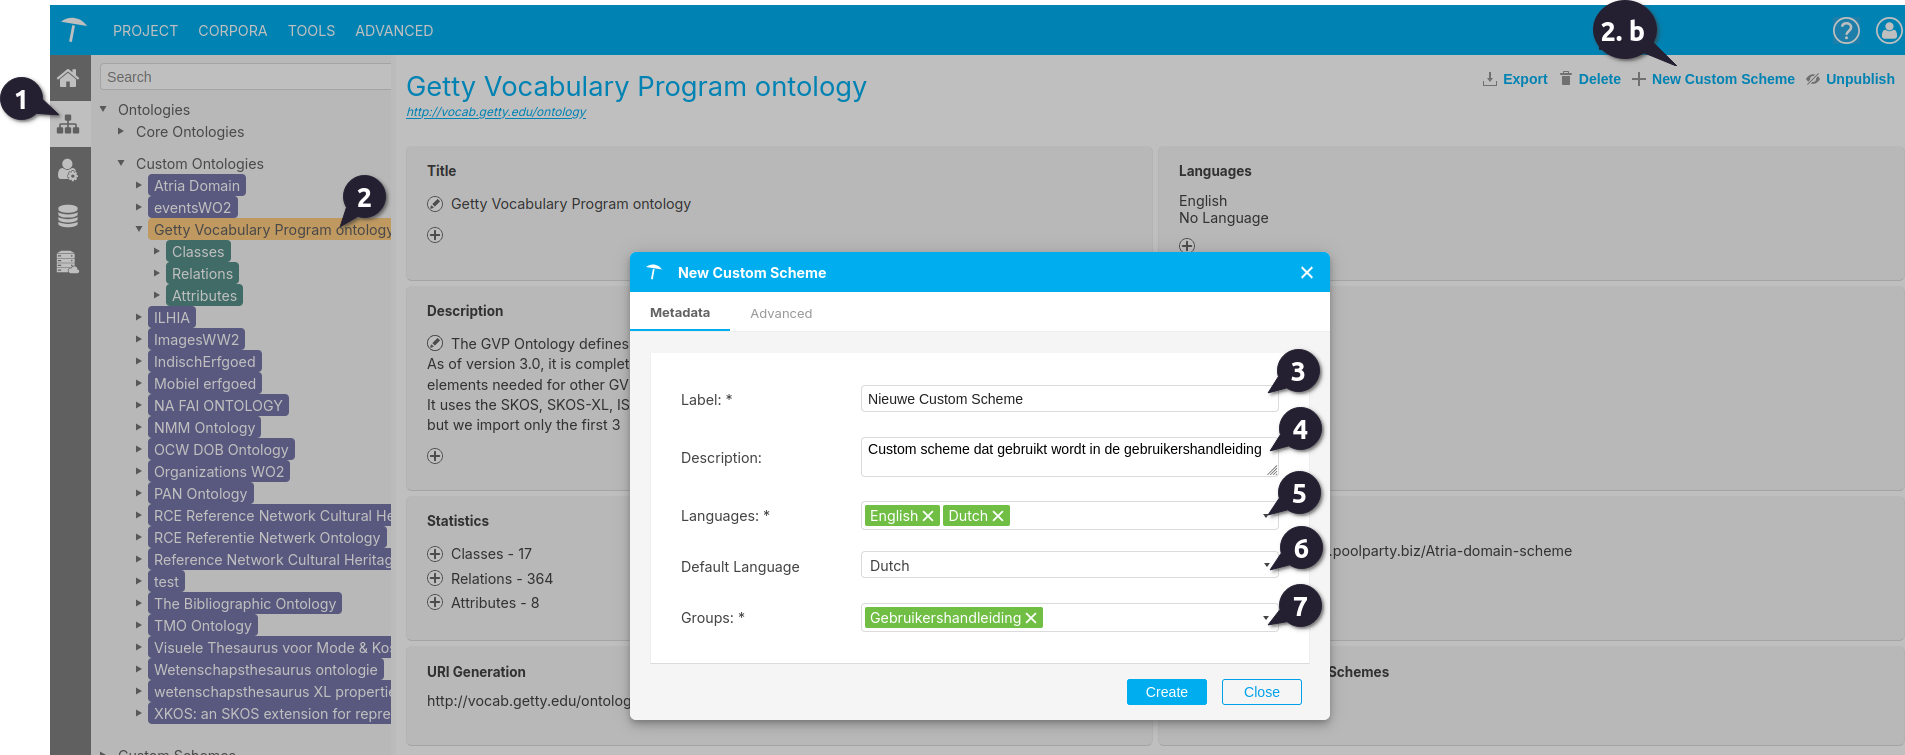 PROJECT CORPORA TOOLS ADVANCED
2. b
?
Search
1
Ontologies
Core Ontologies
Custom Ontologies
Atria Domain
eventsWO2
2
Getty Vocabulary Program ontology
Classes
Relations
Attributes
ILHIA
ImagesWW2
IndischErfgoed
Mobiel erfgoed
NA FAI ONTOLOGY
NMM Ontology
OCW DOB Ontology
Organizations WO2
PAN Ontology
RCE Reference Network Cultural He
RCE Referentie Netwerk Ontology
Reference Network Cultural Heritag
test
The Bibliographic Ontology
TMO Ontology
Visuele Thesaurus voor Mode & Ko
Wetenschapsthesaurus ontologie
wetenschapsthesaurus XL properti
XKOS: an SKOS extension for repre
Custom Schemes
Getty Vocabulary Program ontology
http://vocab.getty.edu/ontology
Export Delete New Custom Scheme Unpublish
Title
Getty Vocabulary Program ontology
Languages
English
No Language
Description
The GVP Ontology defines
As of version 3.0, it is complet
elements needed for other GV
It uses the SKOS, SKOS-XL, IS
but we import only the first 3
Statistics
Classes - 17
Relations - 364
Attributes - 8
.poolparty.biz/Atria-domain-scheme
URI Generation
http://vocab.getty.edu/ontolog
Schemes
New Custom Scheme
Metadata Advanced
Label: * Nieuwe Custom Scheme
3
Description: Custom scheme dat gebruikt wordt in de gebruikershandleiding
4
Languages: * English Dutch
5
Default Language Dutch
6
Groups: * Gebruikershandleiding
7
Create Close